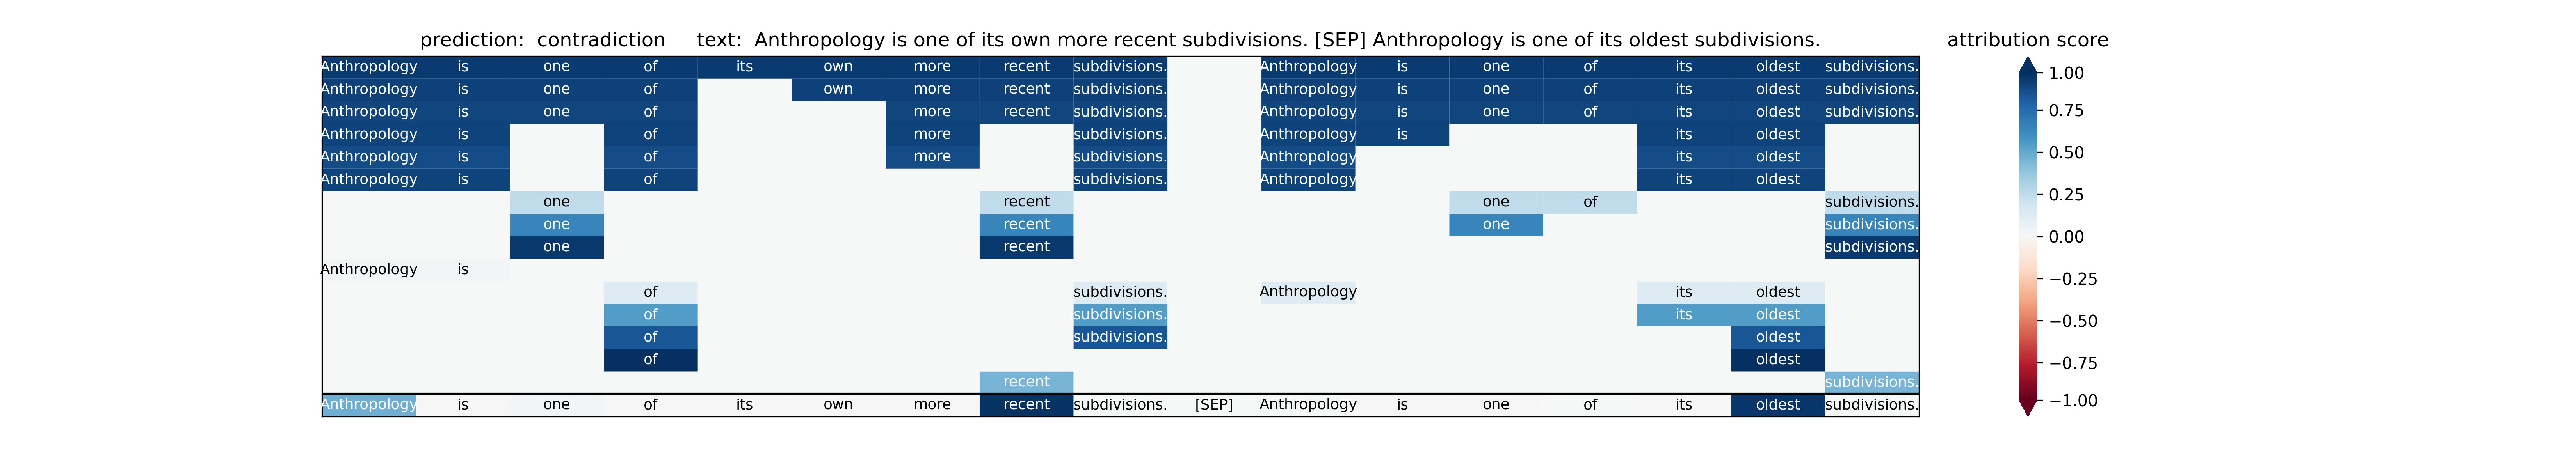 prediction:  contradiction    text:  Anthropology is one of its own more recent subdivisions. [SEP] Anthropology is one of its oldest subdivisions.    attribution score
Anthropology is one of its own more recent subdivisions. Anthropology is one of its oldest subdivisions.
Anthropology is one of own more recent subdivisions. Anthropology is one of its oldest subdivisions.
Anthropology is one of more recent subdivisions. Anthropology is one of its oldest subdivisions.
Anthropology is of more subdivisions. Anthropology is its oldest
Anthropology is of more subdivisions. Anthropology its oldest
Anthropology is of subdivisions. Anthropology its oldest
one recent one of subdivisions.
one recent one subdivisions.
one recent subdivisions.
Anthropology is
of subdivisions. Anthropology its oldest
of subdivisions. its oldest
of subdivisions. oldest
of oldest
recent subdivisions.
Anthropology is one of its own more recent subdivisions. [SEP] Anthropology is one of its oldest subdivisions.
1.00
0.75
0.50
0.25
0.00
−0.25
−0.50
−0.75
−1.00